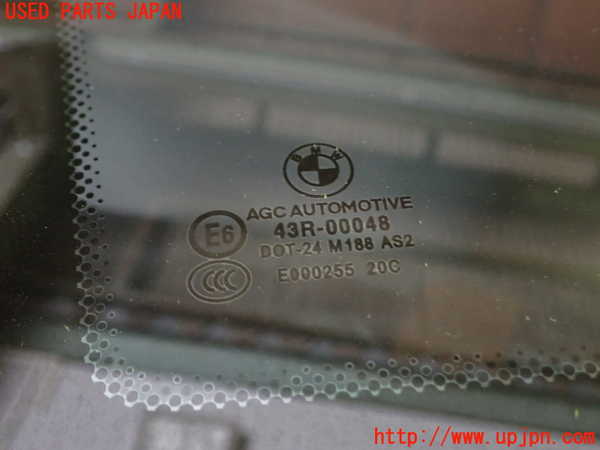 USED PARTS JAPAN
BMW
AGC AUTOMOTIVE
E6
43R-00048
DOT-24 M188 AS2
CCC
E000255 20C
http://www.upjpn.com/